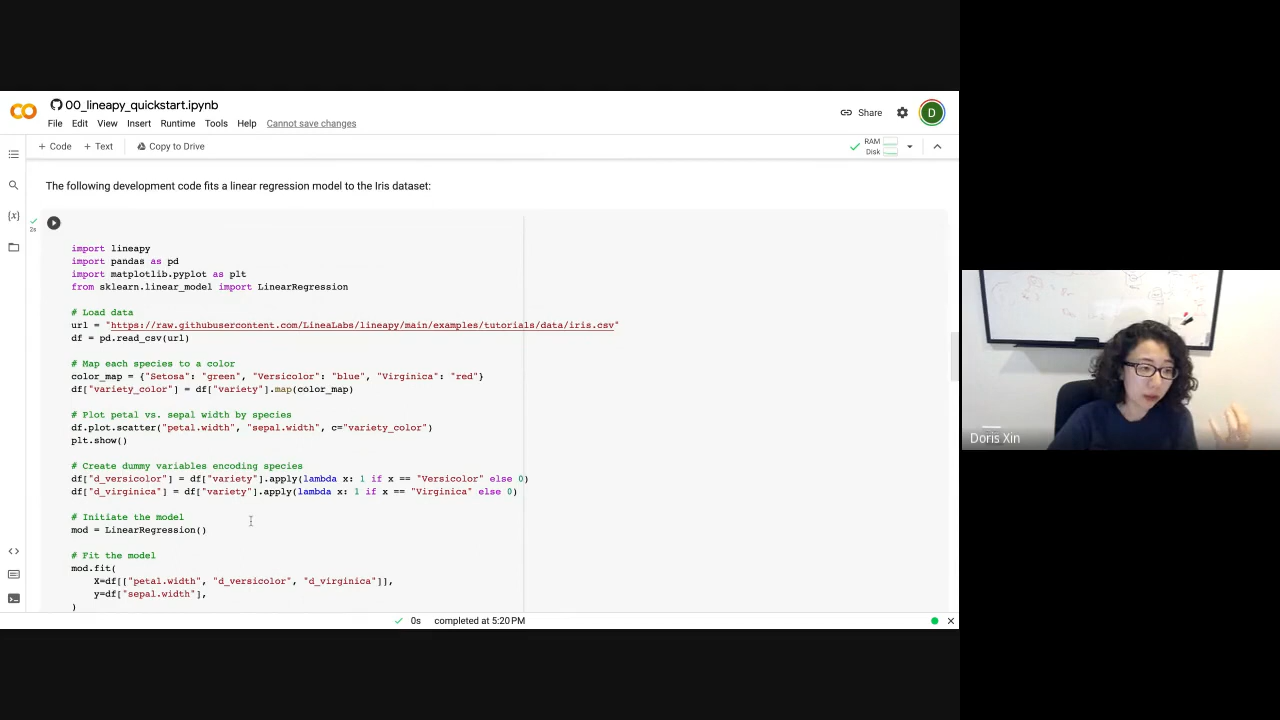 00_lineapy_quickstart.ipynb
File Edit View Insert Runtime Tools Help Cannot save changes
Share
D
+ Code + Text Copy to Drive
RAM
Disk
The following development code fits a linear regression model to the Iris dataset:
2s
import lineapy
import pandas as pd
import matplotlib.pyplot as plt
from sklearn.linear_model import LinearRegression
# Load data
url = "https://raw.githubusercontent.com/LineaLabs/lineapy/main/examples/tutorials/data/iris.csv"
df = pd.read_csv(url)
# Map each species to a color
color_map = {"Setosa": "green", "Versicolor": "blue", "Virginica": "red"}
df["variety_color"] = df["variety"].map(color_map)
# Plot petal vs. sepal width by species
df.plot.scatter("petal.width", "sepal.width", c="variety_color")
plt.show()
# Create dummy variables encoding species
df["d_versicolor"] = df["variety"].apply(lambda x: 1 if x == "Versicolor" else 0)
df["d_virginica"] = df["variety"].apply(lambda x: 1 if x == "Virginica" else 0)
# Initiate the model
mod = LinearRegression()
# Fit the model
mod.fit(
X=df[["petal.width", "d_versicolor", "d_virginica"]],
y=df["sepal.width"],
)
0s completed at 5:20 PM
Doris Xin